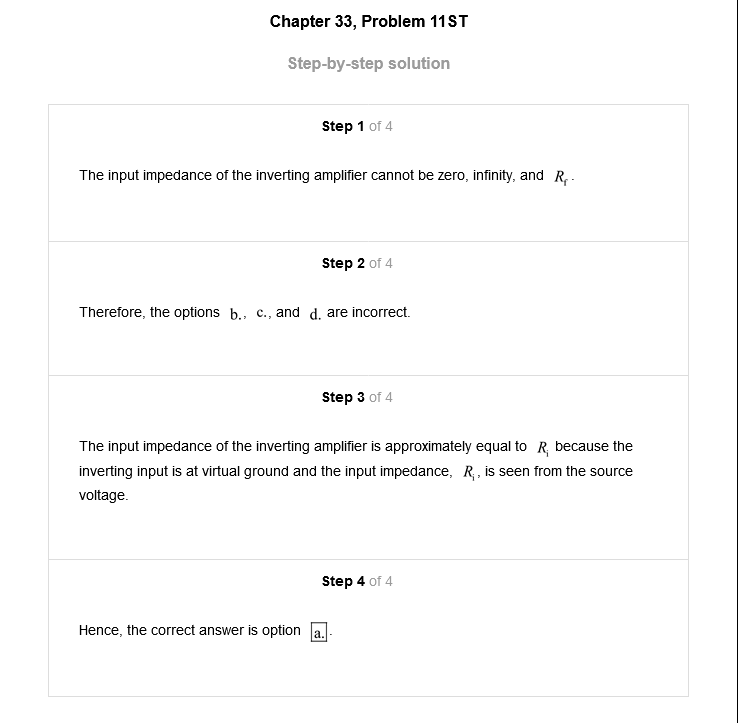 Chapter 33, Problem 11ST
Step-by-step solution
Step 1 of 4
The input impedance of the inverting amplifier cannot be zero, infinity, and R_f.
Step 2 of 4
Therefore, the options b., c., and d. are incorrect.
Step 3 of 4
The input impedance of the inverting amplifier is approximately equal to R_i because the
inverting input is at virtual ground and the input impedance, R_i, is seen from the source
voltage.
Step 4 of 4
Hence, the correct answer is option a..